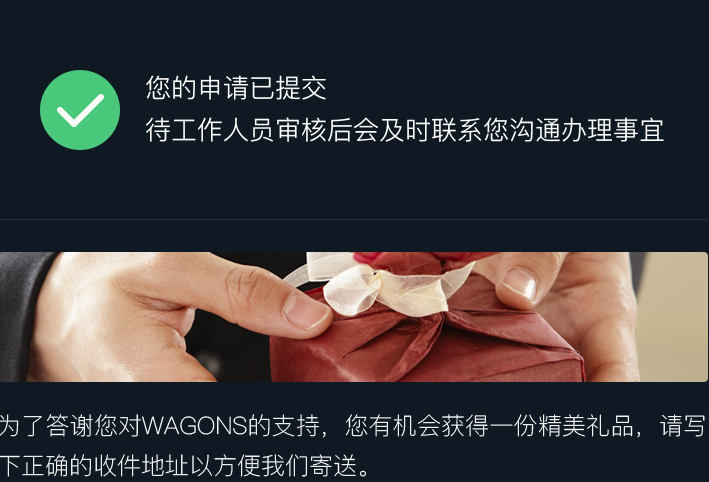 您的申请已提交
待工作人员审核后会及时联系您沟通办理事宜
为了答谢您对WAGONS的支持，您有机会获得一份精美礼品，请写
下正确的收件地址以方便我们寄送。